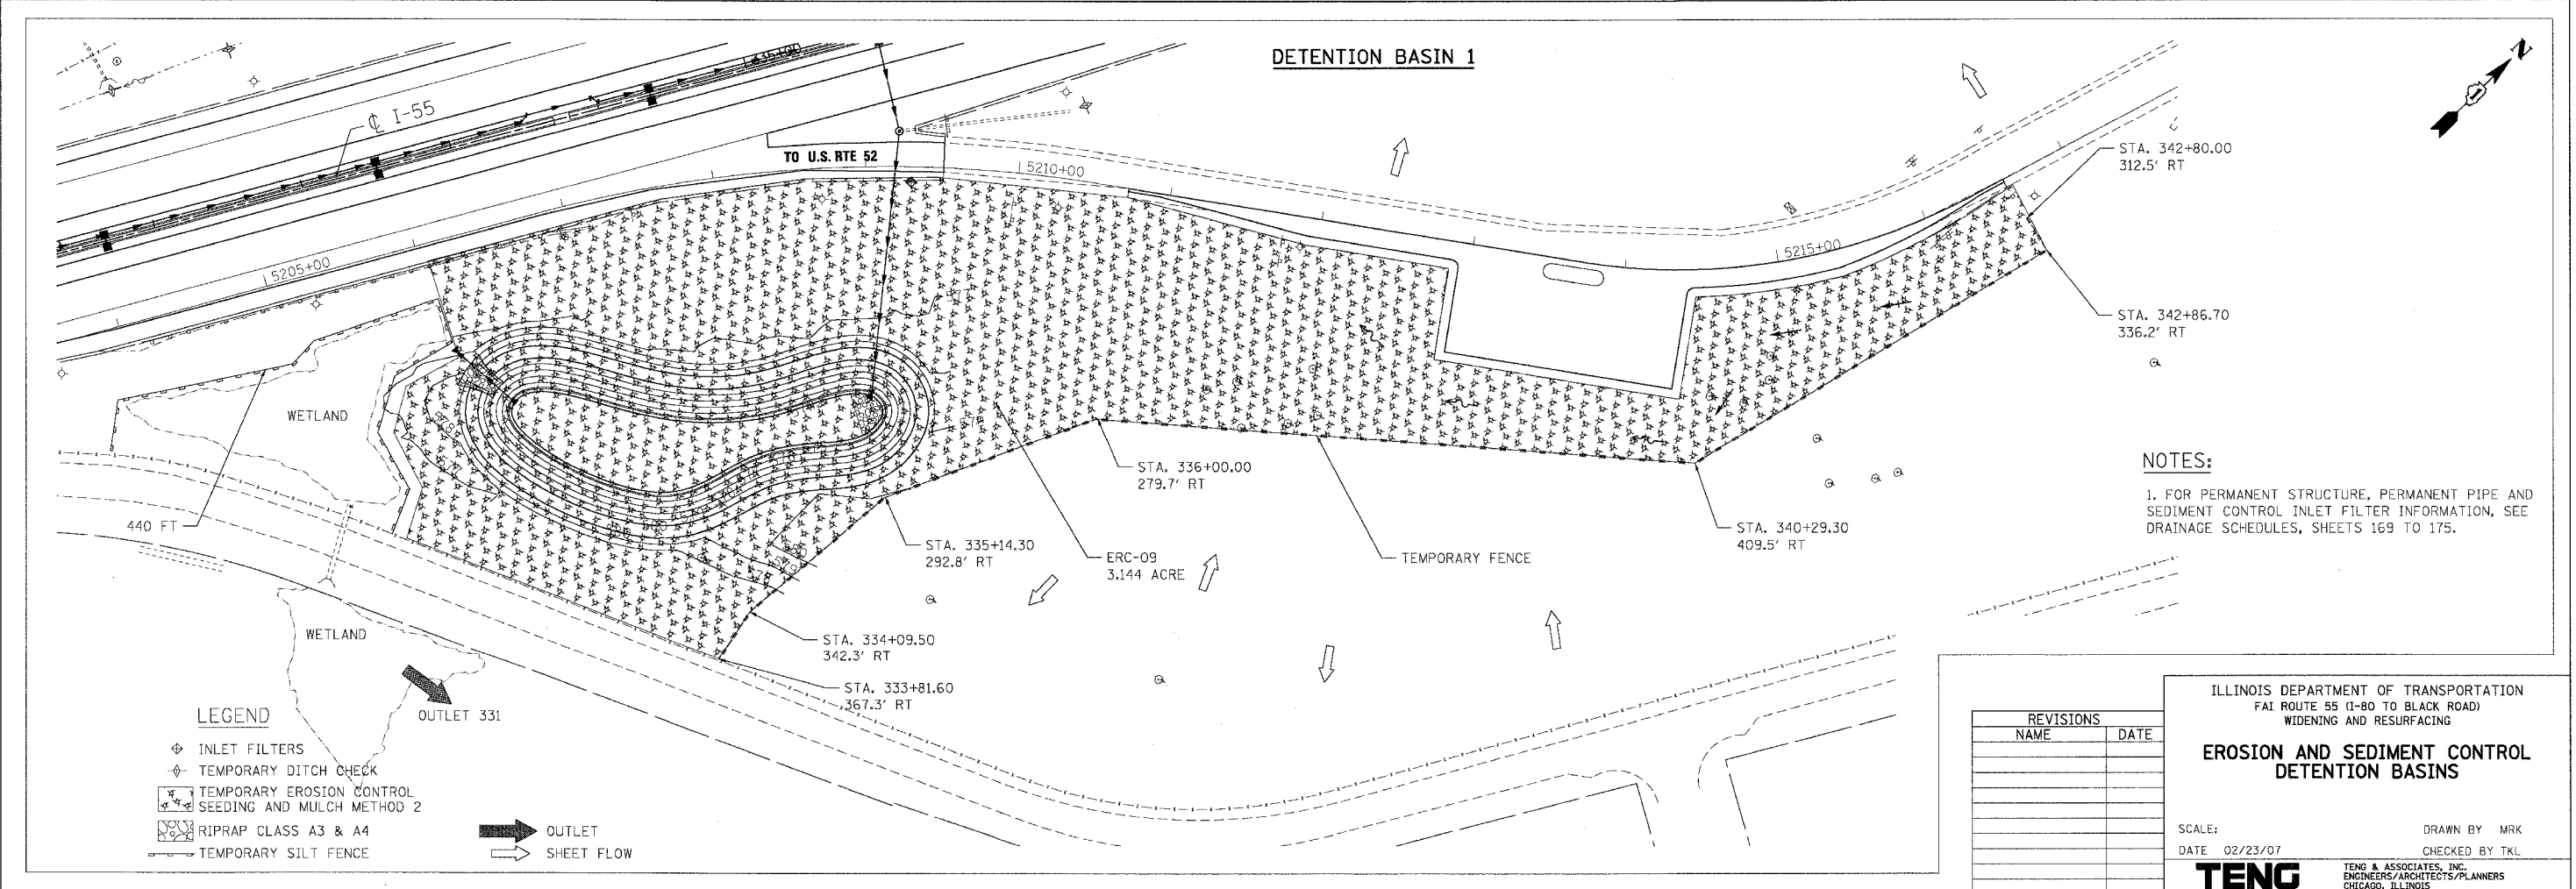 DETENTION BASIN 1
N
℄ I-55
335+00
TO U.S. RTE 52
5210+00
5205+00
5215+00
STA. 342+80.00
312.5' RT
STA. 342+86.70
336.2' RT
WETLAND
440 FT
STA. 336+00.00
279.7' RT
STA. 335+14.30
292.8' RT
ERC-09
3.144 ACRE
TEMPORARY FENCE
STA. 340+29.30
409.5' RT
STA. 334+09.50
342.3' RT
STA. 333+81.60
367.3' RT
WETLAND
OUTLET 331
NOTES:
1. FOR PERMANENT STRUCTURE, PERMANENT PIPE AND
SEDIMENT CONTROL INLET FILTER INFORMATION, SEE
DRAINAGE SCHEDULES, SHEETS 169 TO 175.
LEGEND
INLET FILTERS
TEMPORARY DITCH CHECK
TEMPORARY EROSION CONTROL
SEEDING AND MULCH METHOD 2
RIPRAP CLASS A3 & A4
TEMPORARY SILT FENCE
OUTLET
SHEET FLOW
REVISIONS
NAME DATE
ILLINOIS DEPARTMENT OF TRANSPORTATION
FAI ROUTE 55 (I-80 TO BLACK ROAD)
WIDENING AND RESURFACING
EROSION AND SEDIMENT CONTROL
DETENTION BASINS
SCALE:
DRAWN BY MRK
DATE 02/23/07
CHECKED BY TKL
TENG
TENG & ASSOCIATES, INC.
ENGINEERS/ARCHITECTS/PLANNERS
CHICAGO, ILLINOIS